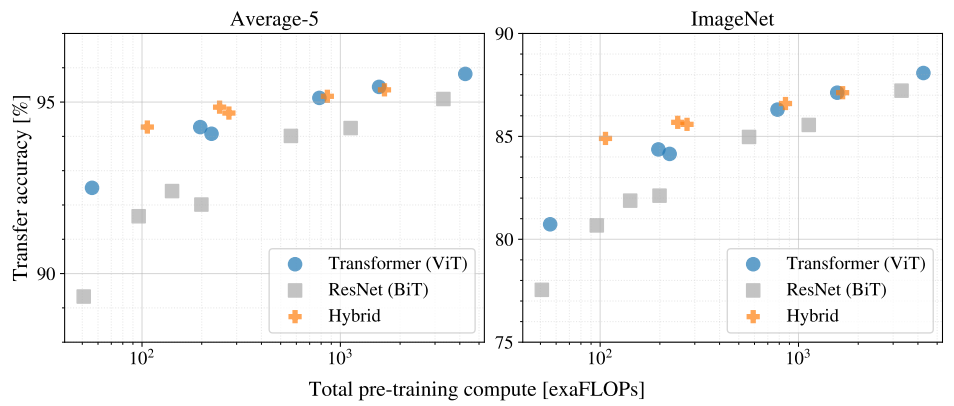 Average-5
ImageNet
Transfer accuracy [%]
95
90
10²
10³
Transformer (ViT)
ResNet (BiT)
Hybrid
90
85
80
75
10²
10³
Transformer (ViT)
ResNet (BiT)
Hybrid
Total pre-training compute [exaFLOPs]